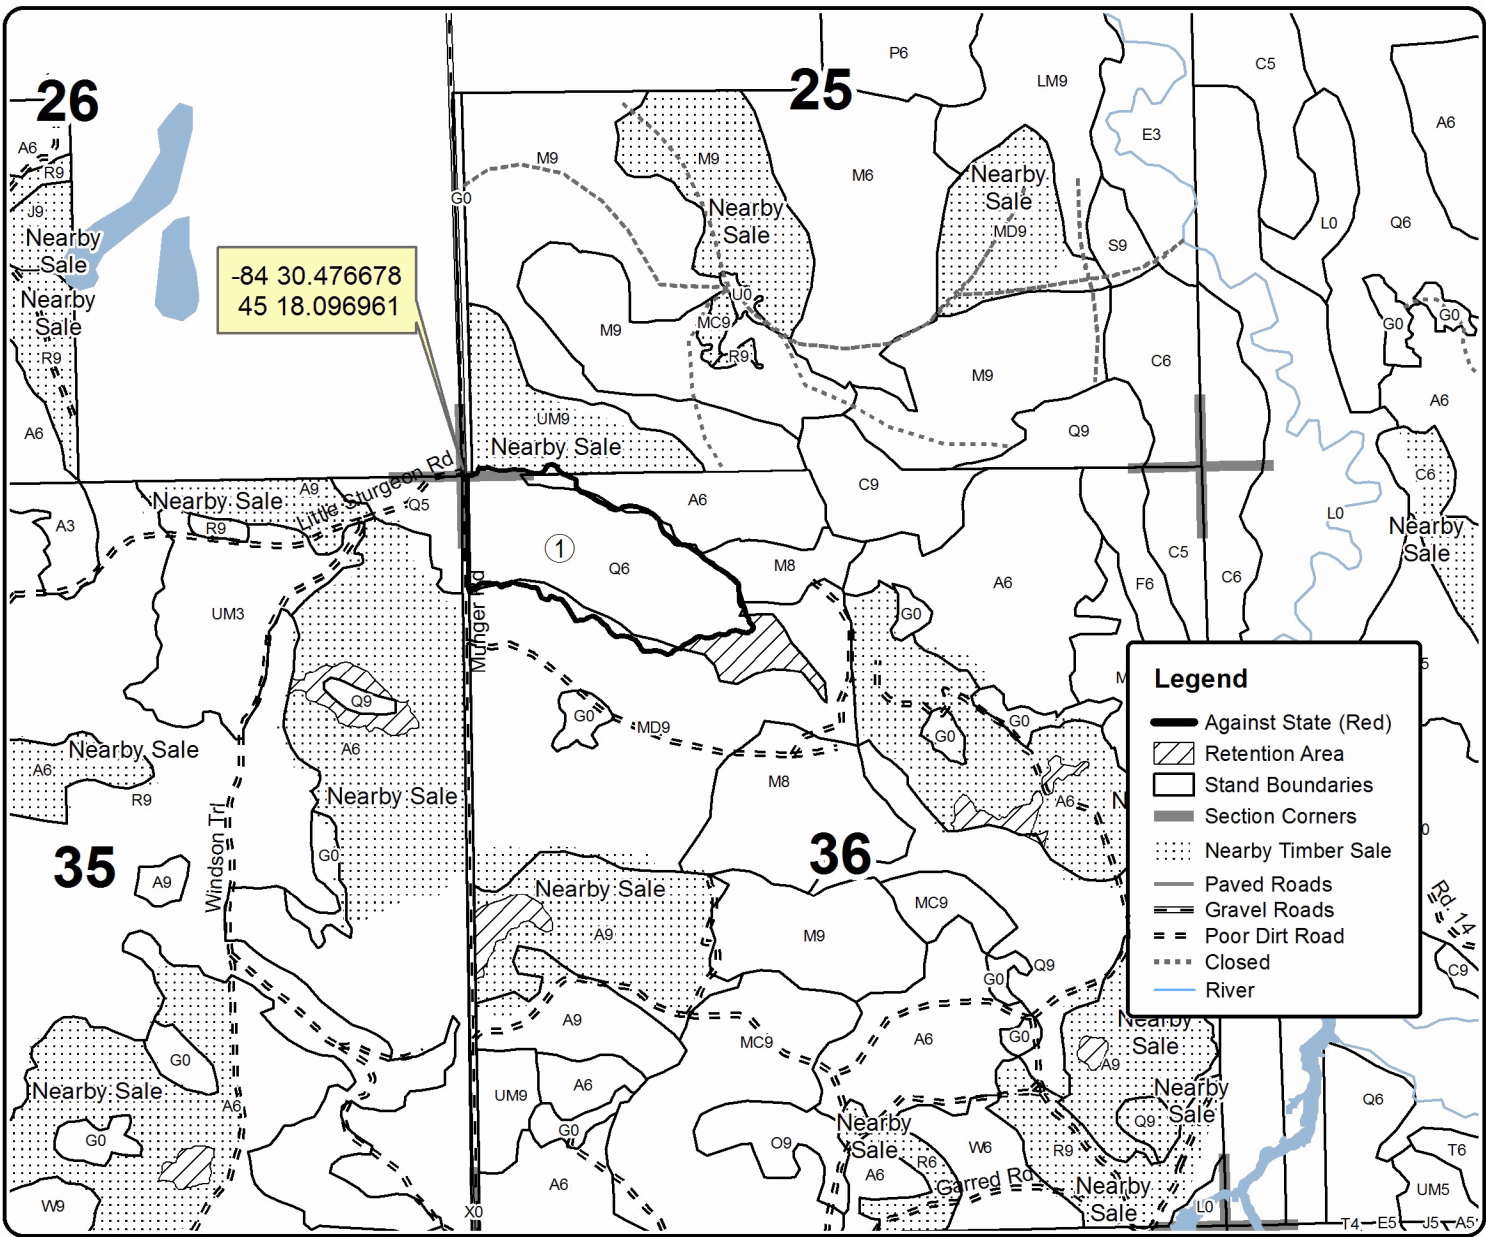 26
25
P6
C5
LM9
A6
E3
A6
R9
M9
M9
M6
Nearby
Sale
G0
J9
Nearby
Sale
Nearby
Sale
MD9
S9
L0
Q6
-84 30.476678
45 18.096961
Nearby
Sale
U0
MC9
R9
M9
G0
G0
R9
M9
C6
A6
UM9
Nearby Sale
A6
Q9
C6
Little Sturgeon Rd
Nearby Sale
A9
Q5
A6
C9
A3
R9
L0
Nearby
Sale
1
Q6
M8
C5
A6
F6
C6
UM3
Munger Rd
G0
M
5
Q9
G0
MD9
G0
G0
Nearby Sale
A6
A6
R9
Nearby Sale
M8
A6
N
Windson Trl
0
35
36
A9
G0
Nearby Sale
A9
MC9
M9
Q9
G0
Rd. 14
C9
Legend
Against State (Red)
Retention Area
Stand Boundaries
Section Corners
Nearby Timber Sale
Paved Roads
Gravel Roads
Poor Dirt Road
Closed
River
A9
MC9
A6
G0
Nearby
Sale
A9
G0
Nearby Sale
A6
UM9
A6
G0
Nearby
Sale
Q9
Q6
G0
O9
Nearby
Sale
W6
R9
T6
A6
R6
A6
Garred Rd
Nearby
Sale
UM5
W9
X0
L0
T4
E5
J5
A5